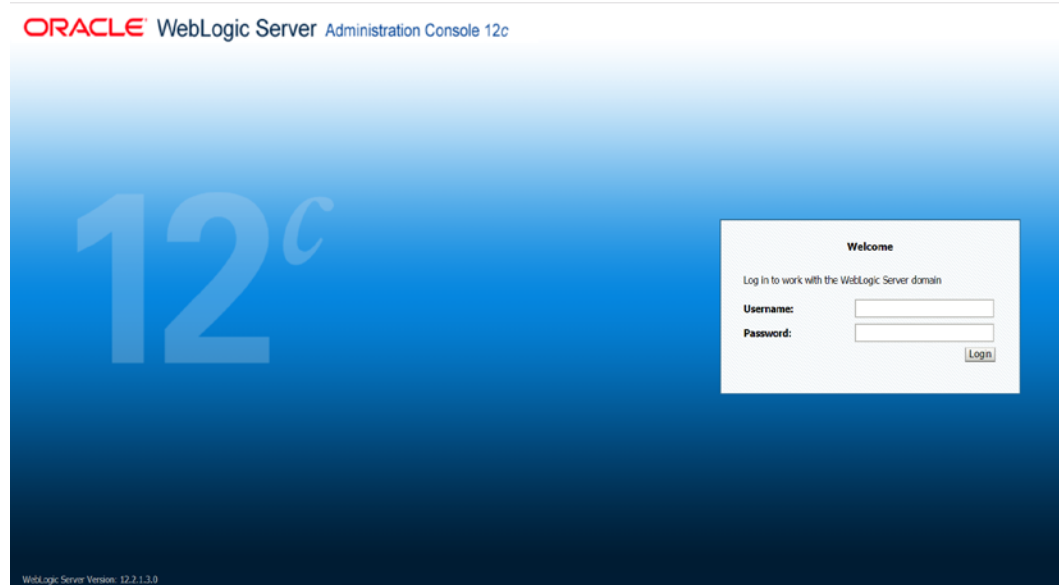 ORACLE WebLogic Server Administration Console 12c
12c
Welcome
Log in to work with the WebLogic Server domain
Username:
Password:
Login
WebLogic Server Version: 12.2.1.3.0